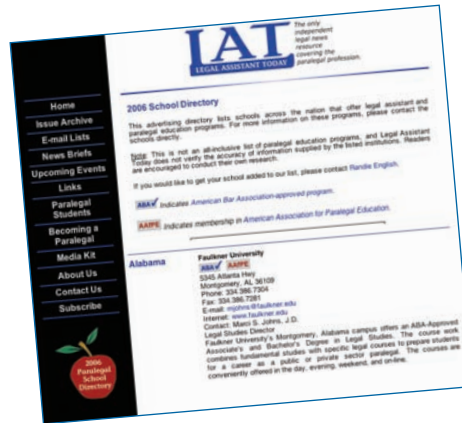 LAT
LEGAL ASSISTANT TODAY
The only
independent
legal news
resource
covering the
paralegal profession.
Home
Issue Archive
E-mail Lists
News Briefs
Upcoming Events
Links
Paralegal
Students
Becoming a
Paralegal
Media Kit
About Us
Contact Us
Subscribe
2006
Paralegal
School
Directory
2006 School Directory
This advertising directory lists schools across the nation that offer legal assistant and
paralegal education programs. For more information on these programs, please contact the
schools directly.
Note: This is not an all-inclusive list of paralegal education programs, and Legal Assistant
Today does not verify the accuracy of information supplied by the listed institutions. Readers
are encouraged to conduct their own research.
If you would like to get your school added to our list, please contact Randie English.
ABA Indicates American Bar Association-approved program.
AAfPE Indicates membership in American Association for Paralegal Education.
Alabama
Faulkner University
ABA AAfPE
5345 Atlanta Hwy
Montgomery, AL 36109
Phone: 334.386.7304
Fax: 334.386.7281
E-mail: mjohns@faulkner.edu
Internet: www.faulkner.edu
Contact: Marci S. Johns, J.D.
Legal Studies Director
Faulkner University's Montgomery, Alabama campus offers an ABA-Approved
Associate's and Bachelor's Degree in Legal Studies. The course work
combines fundamental studies with specific legal courses to prepare students
for a career as a public or private sector paralegal. The courses are
conveniently offered in the day, evening, weekend, and on-line.